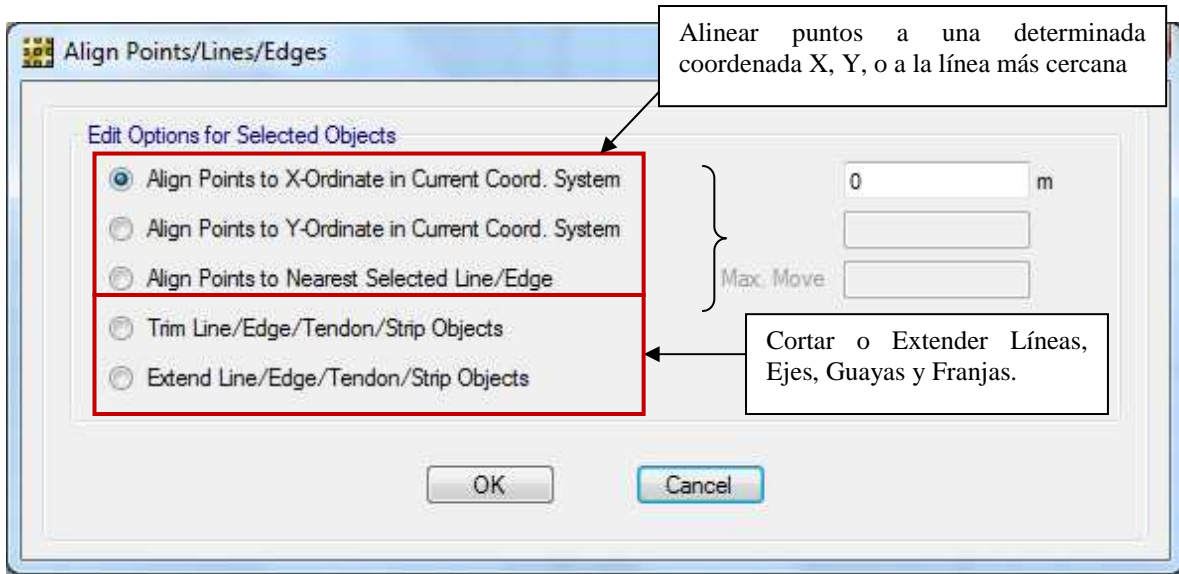 Align Points/Lines/Edges
Alinear puntos a una determinada
coordenada X, Y, o a la línea más cercana
Edit Options for Selected Objects
Align Points to X-Ordinate in Current Coord. System
0 m
Align Points to Y-Ordinate in Current Coord. System
Align Points to Nearest Selected Line/Edge
Max. Move
Trim Line/Edge/Tendon/Strip Objects
Extend Line/Edge/Tendon/Strip Objects
Cortar o Extender Líneas,
Ejes, Guayas y Franjas.
OK
Cancel